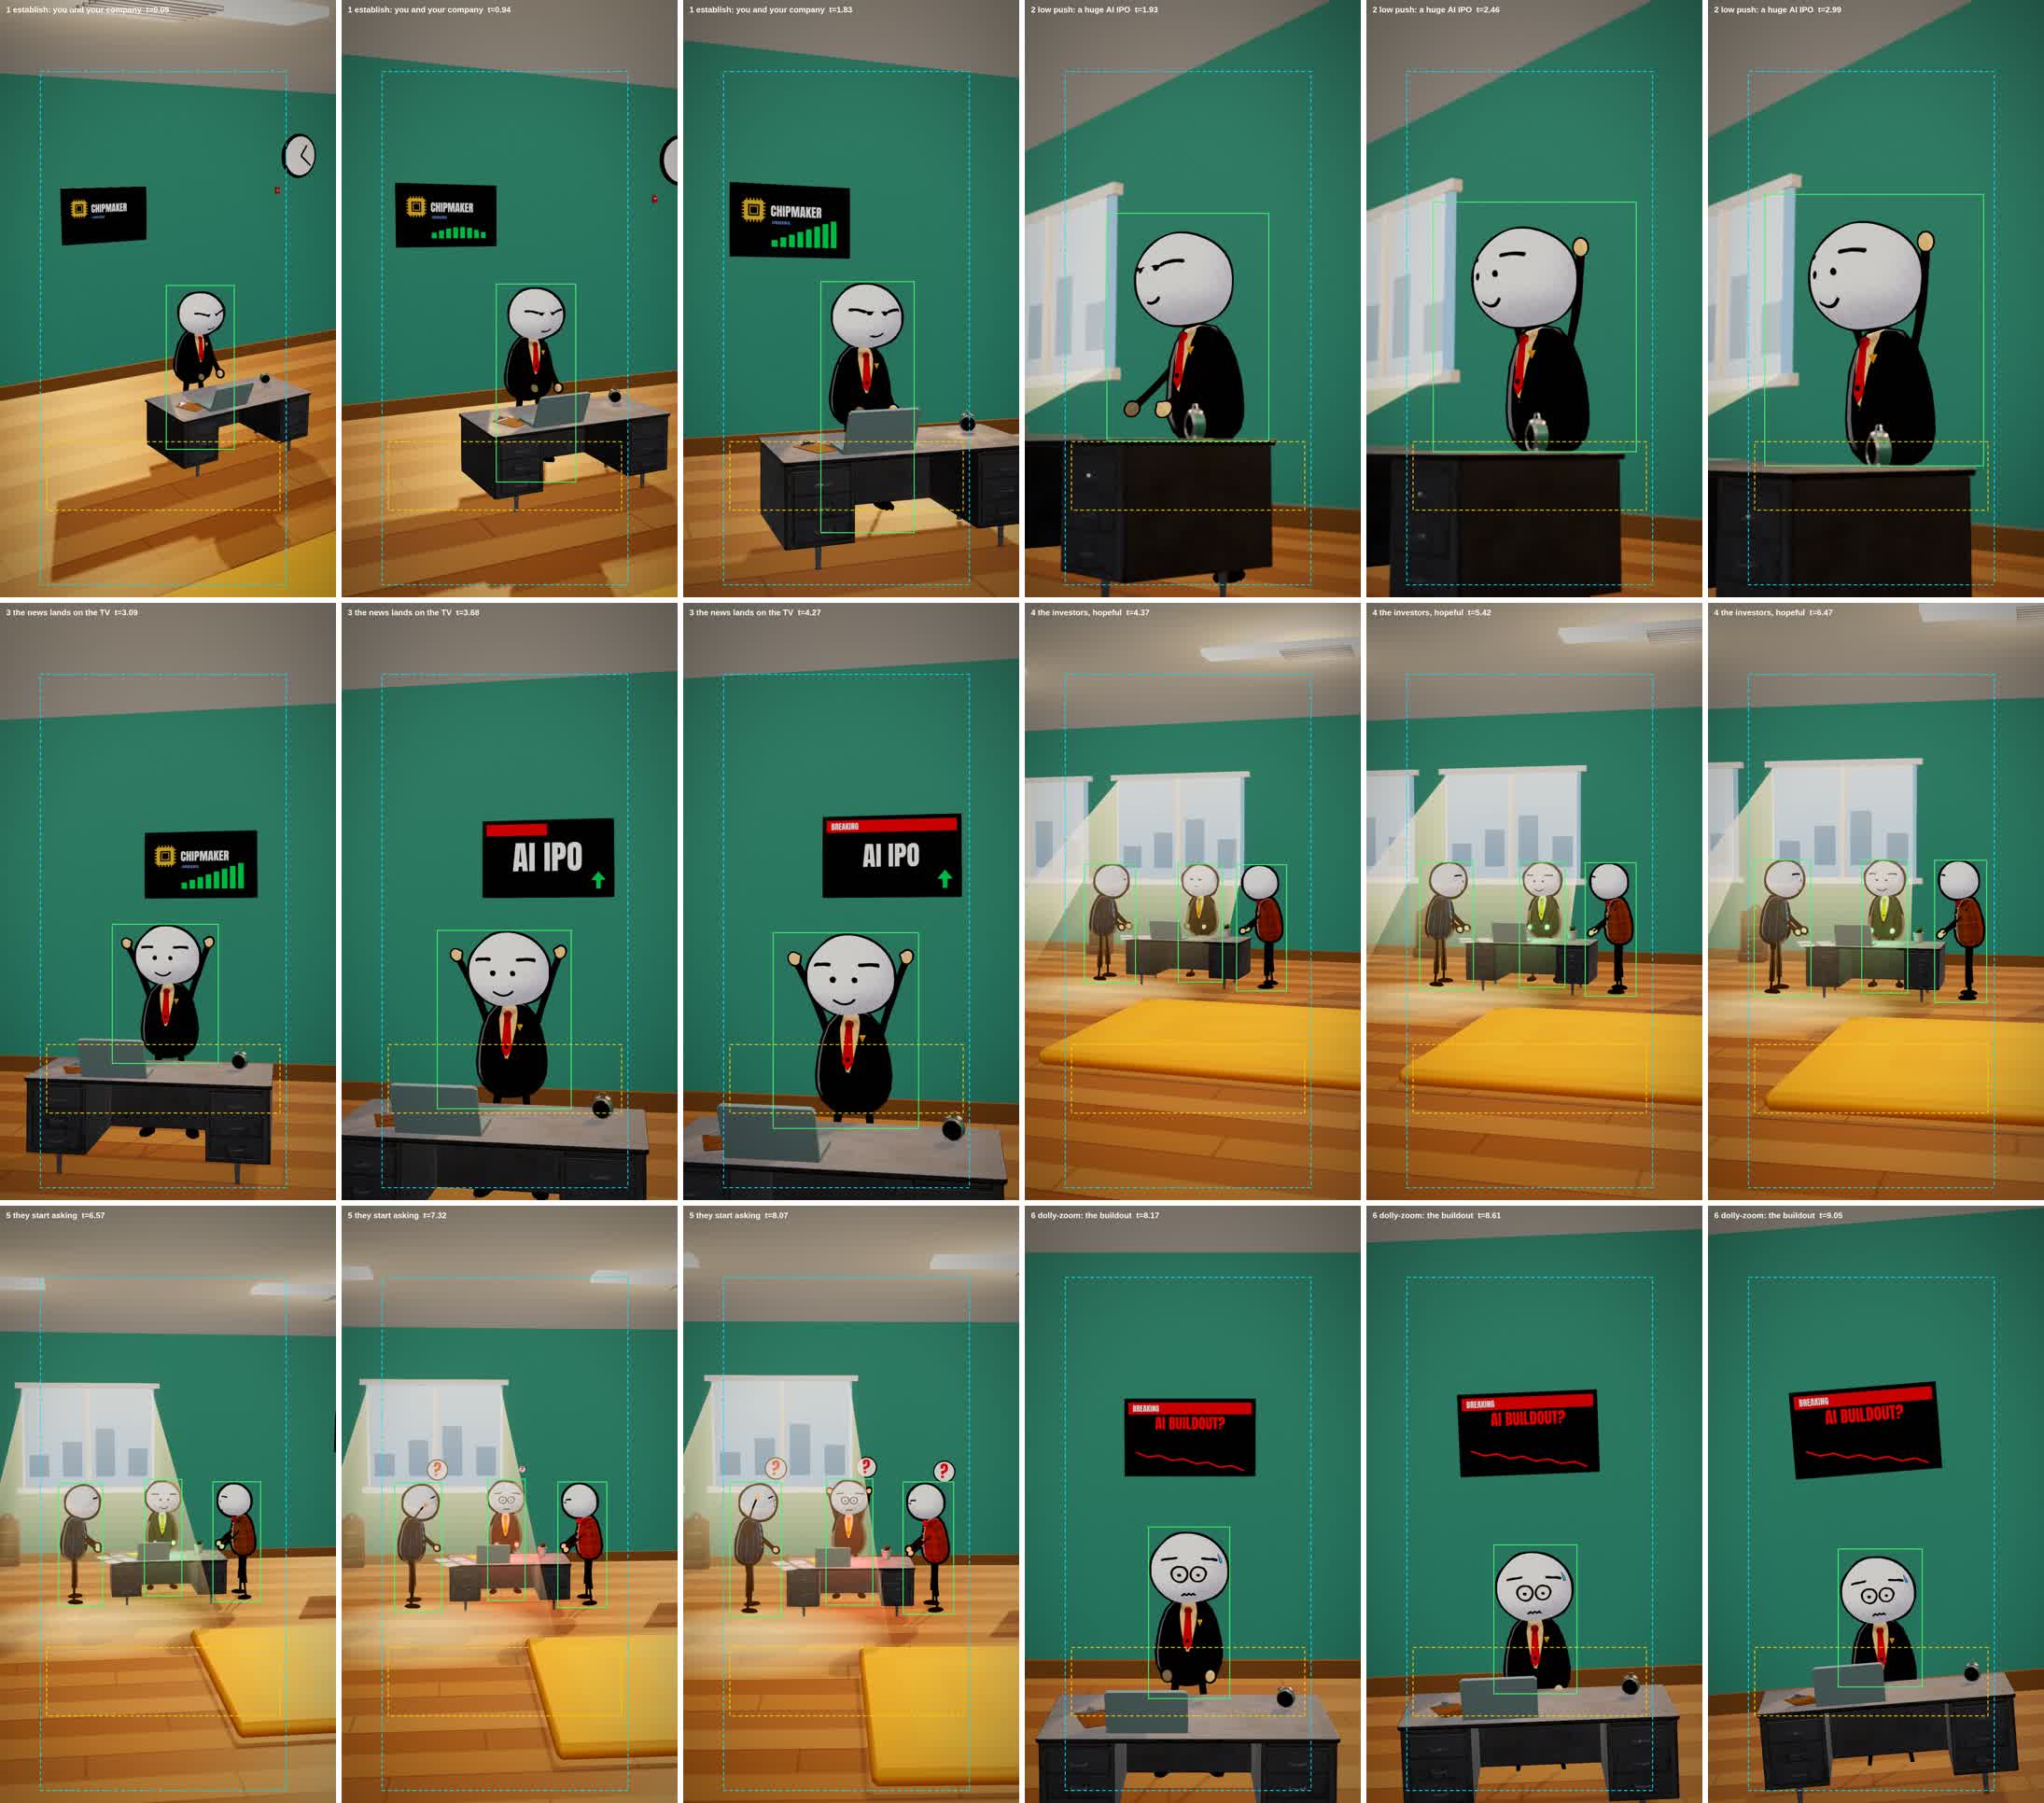 1 establish: you and your company t=0.05
CHIPMAKER
1 establish: you and your company t=0.94
CHIPMAKER
1 establish: you and your company t=1.83
CHIPMAKER
2 low push: a huge AI IPO t=1.93
2 low push: a huge AI IPO t=2.46
2 low push: a huge AI IPO t=2.99
3 the news lands on the TV t=3.09
CHIPMAKER
3 the news lands on the TV t=3.68
AI IPO
3 the news lands on the TV t=4.27
BREAKING
AI IPO
4 the investors, hopeful t=4.37
4 the investors, hopeful t=5.42
4 the investors, hopeful t=6.47
5 they start asking t=6.57
5 they start asking t=7.32
?
5 they start asking t=8.07
?
?
?
6 dolly-zoom: the buildout t=8.17
BREAKING
AI BUILDOUT?
6 dolly-zoom: the buildout t=8.61
BREAKING
AI BUILDOUT?
6 dolly-zoom: the buildout t=9.05
BREAKING
AI BUILDOUT?